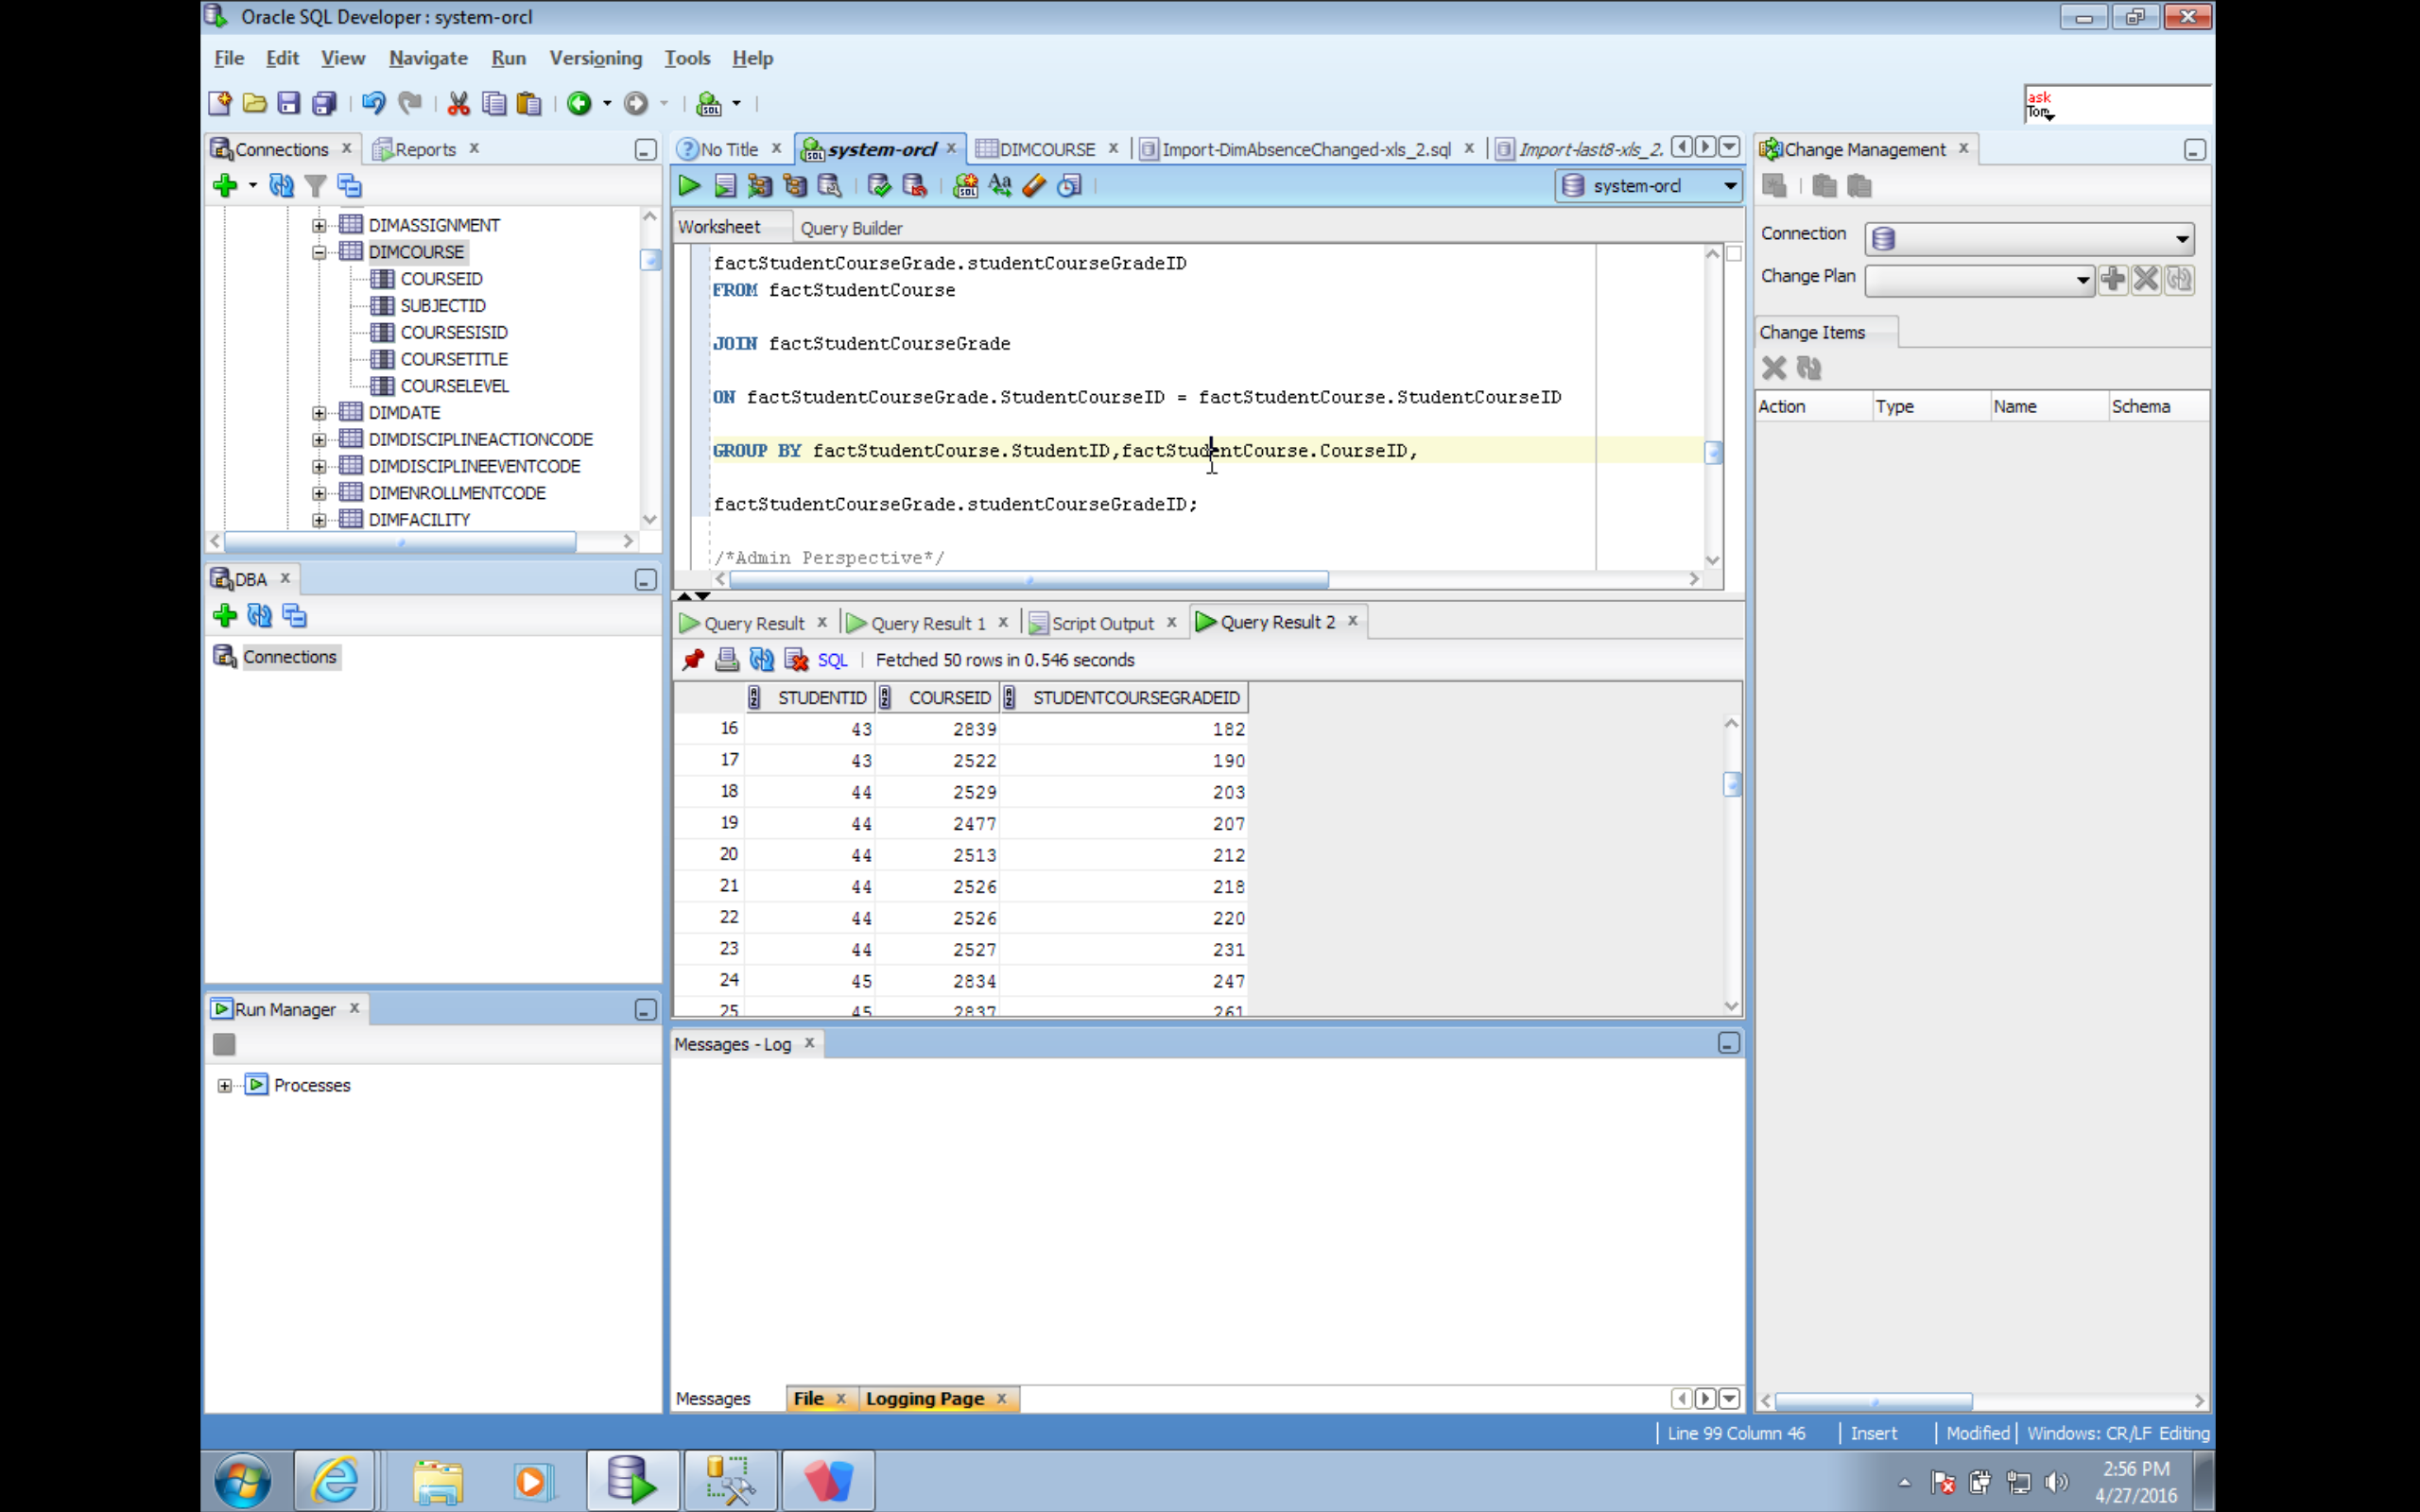 Oracle SQL Developer : system-orcl
File Edit View Navigate Run Versioning Tools Help
ask
Tom
Connections x Reports x
DIMASSIGNMENT
DIMCOURSE
COURSEID
SUBJECTID
COURSESISID
COURSETITLE
COURSELEVEL
DIMDATE
DIMDISCIPLINEACTIONCODE
DIMDISCIPLINEEVENTCODE
DIMENROLLMENTCODE
DIMFACILITY
DBA x
Connections
Run Manager x
Processes
No Title x system-orcl x DIMCOURSE x Import-DimAbsenceChanged-xls_2.sql x Import-last8-xls_2.
system-orcl
Worksheet Query Builder
factStudentCourseGrade.studentCourseGradeID
FROM factStudentCourse
JOIN factStudentCourseGrade
ON factStudentCourseGrade.StudentCourseID = factStudentCourse.StudentCourseID
GROUP BY factStudentCourse.StudentID,factStudentCourse.CourseID,
factStudentCourseGrade.studentCourseGradeID;
/*Admin Perspective*/
Query Result x Query Result 1 x Script Output x Query Result 2 x
SQL Fetched 50 rows in 0.546 seconds
STUDENTID COURSEID STUDENTCOURSEGRADEID
16 43 2839 182
17 43 2522 190
18 44 2529 203
19 44 2477 207
20 44 2513 212
21 44 2526 218
22 44 2526 220
23 44 2527 231
24 45 2834 247
25 45 2837 261
Messages - Log x
Messages File x Logging Page x
Change Management x
Connection
Change Plan
Change Items
Action Type Name Schema
Line 99 Column 46 Insert Modified Windows: CR/LF Editing
2:56 PM
4/27/2016